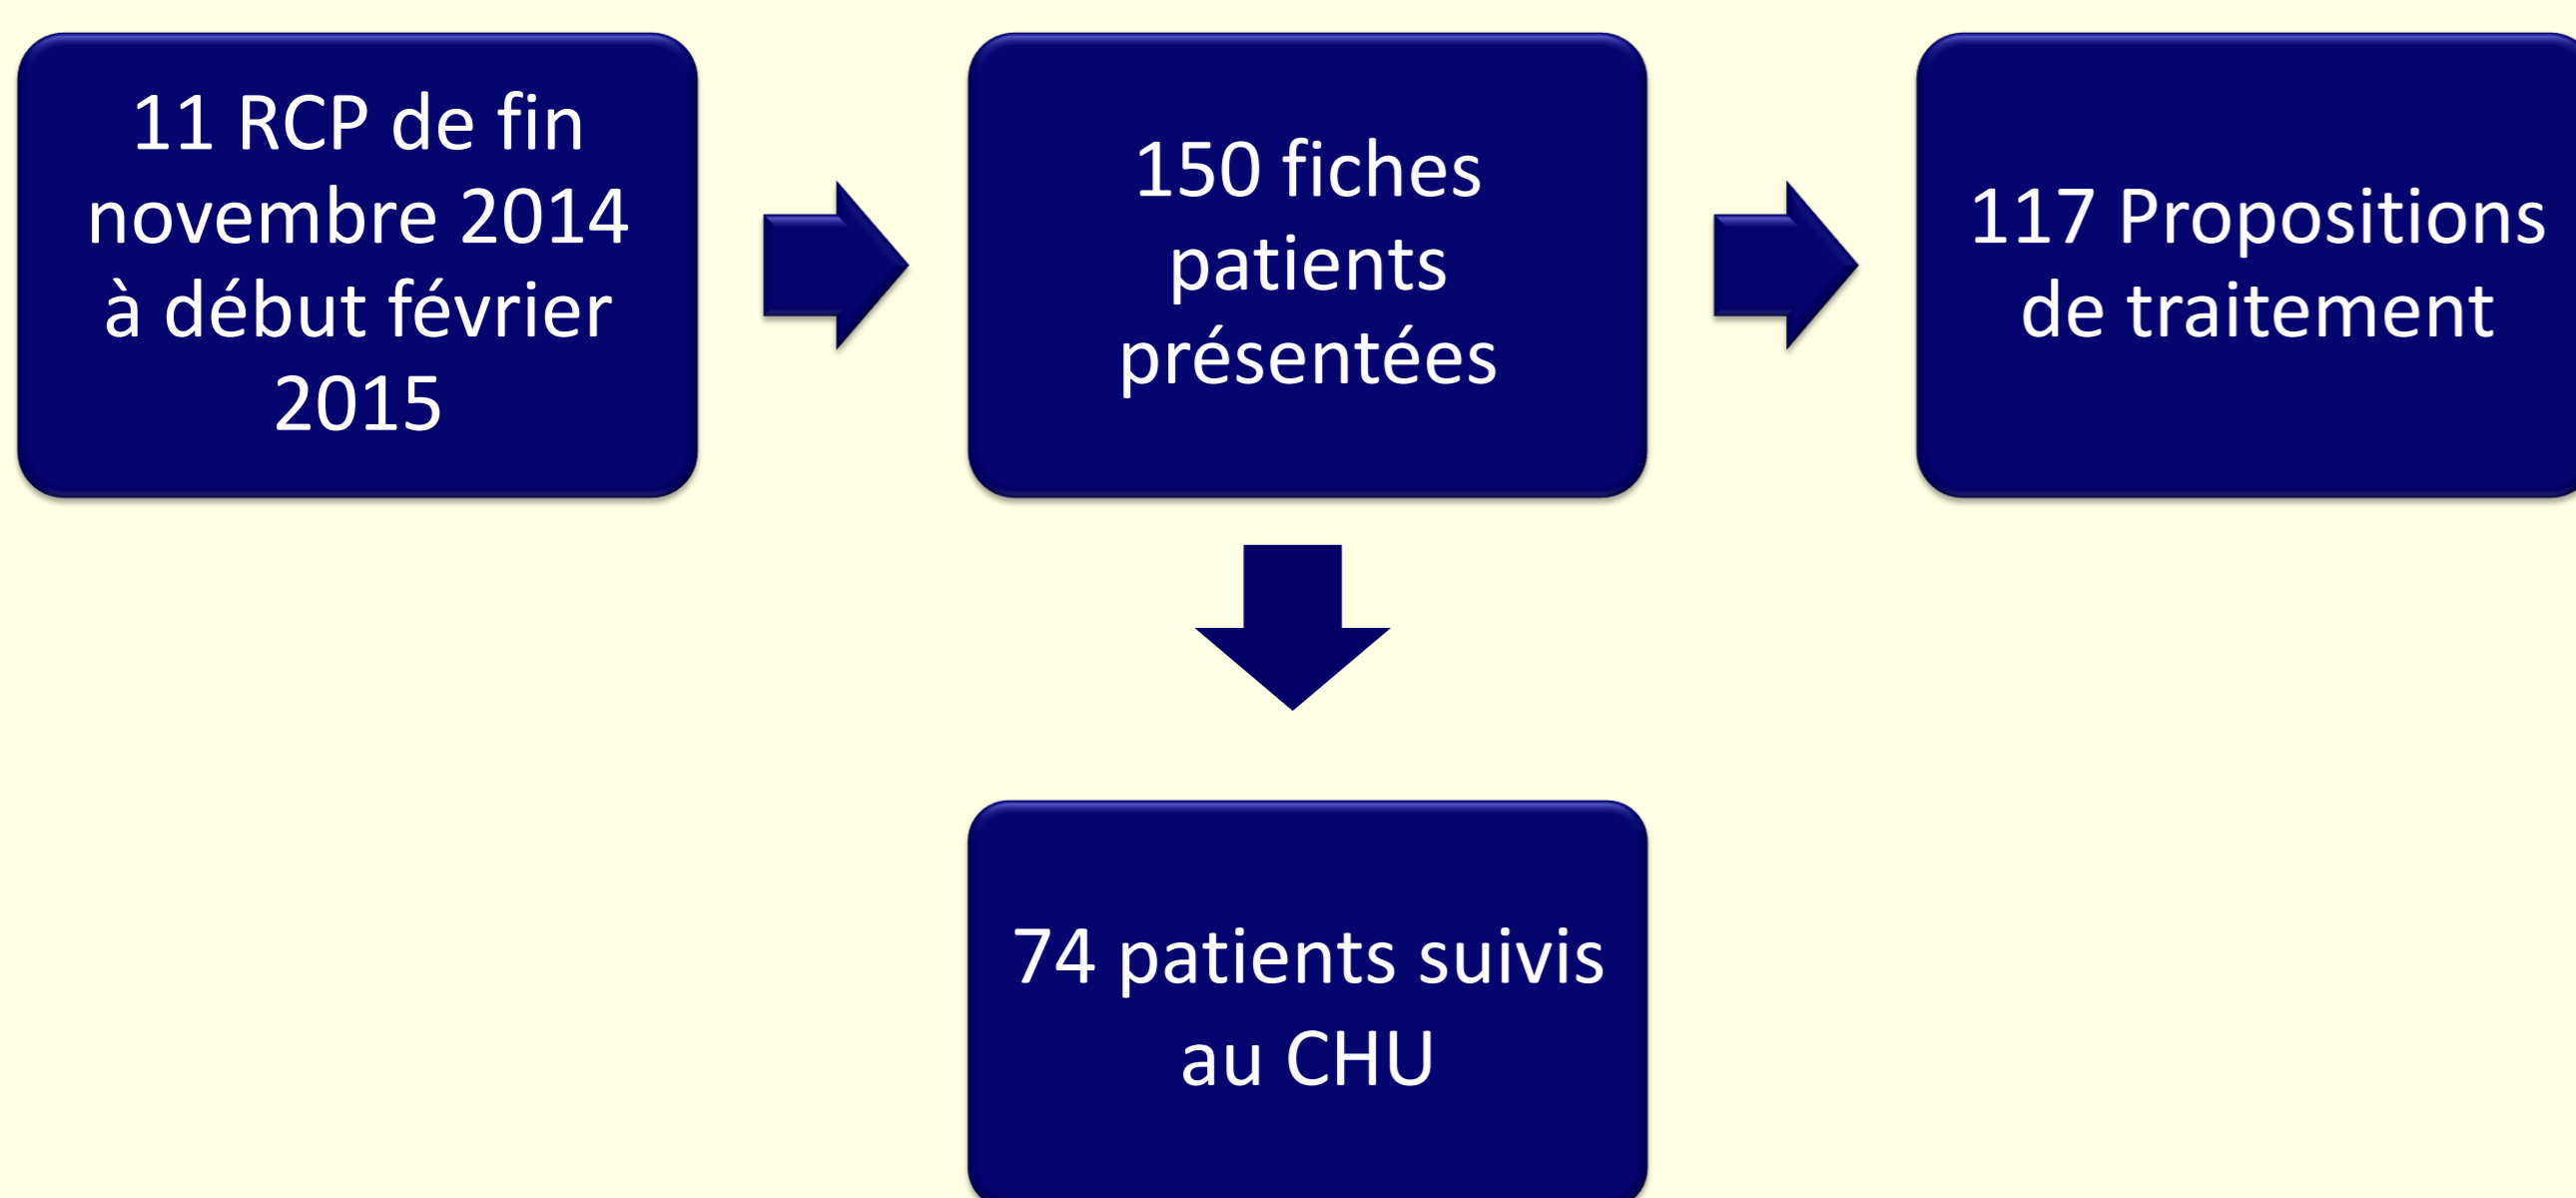 11 RCP de fin
novembre 2014
à début février
2015
150 fiches
patients
présentées
117 Propositions
de traitement
74 patients suivis
au CHU